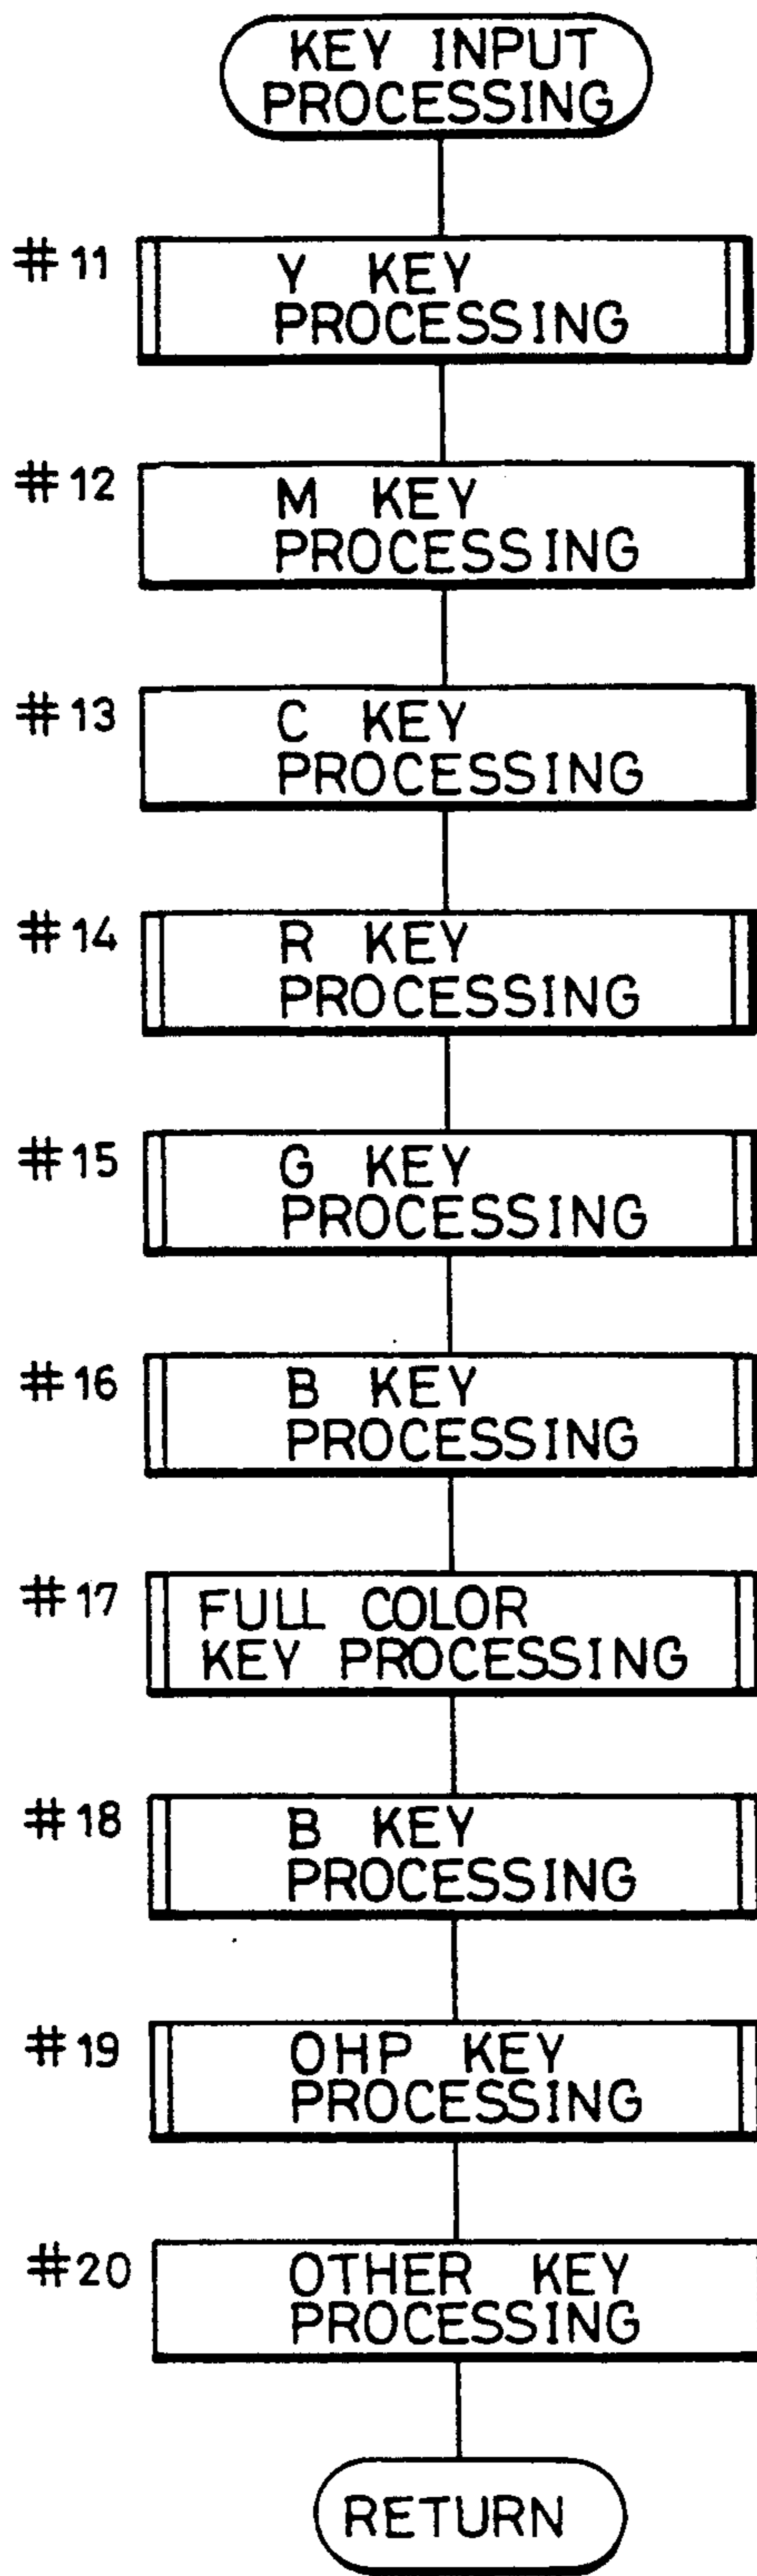 KEY INPUT
PROCESSING
#11
Y KEY
PROCESSING
#12
M KEY
PROCESSING
#13
C KEY
PROCESSING
#14
R KEY
PROCESSING
#15
G KEY
PROCESSING
#16
B KEY
PROCESSING
#17
FULL COLOR
KEY PROCESSING
#18
B KEY
PROCESSING
#19
OHP KEY
PROCESSING
#20
OTHER KEY
PROCESSING
RETURN